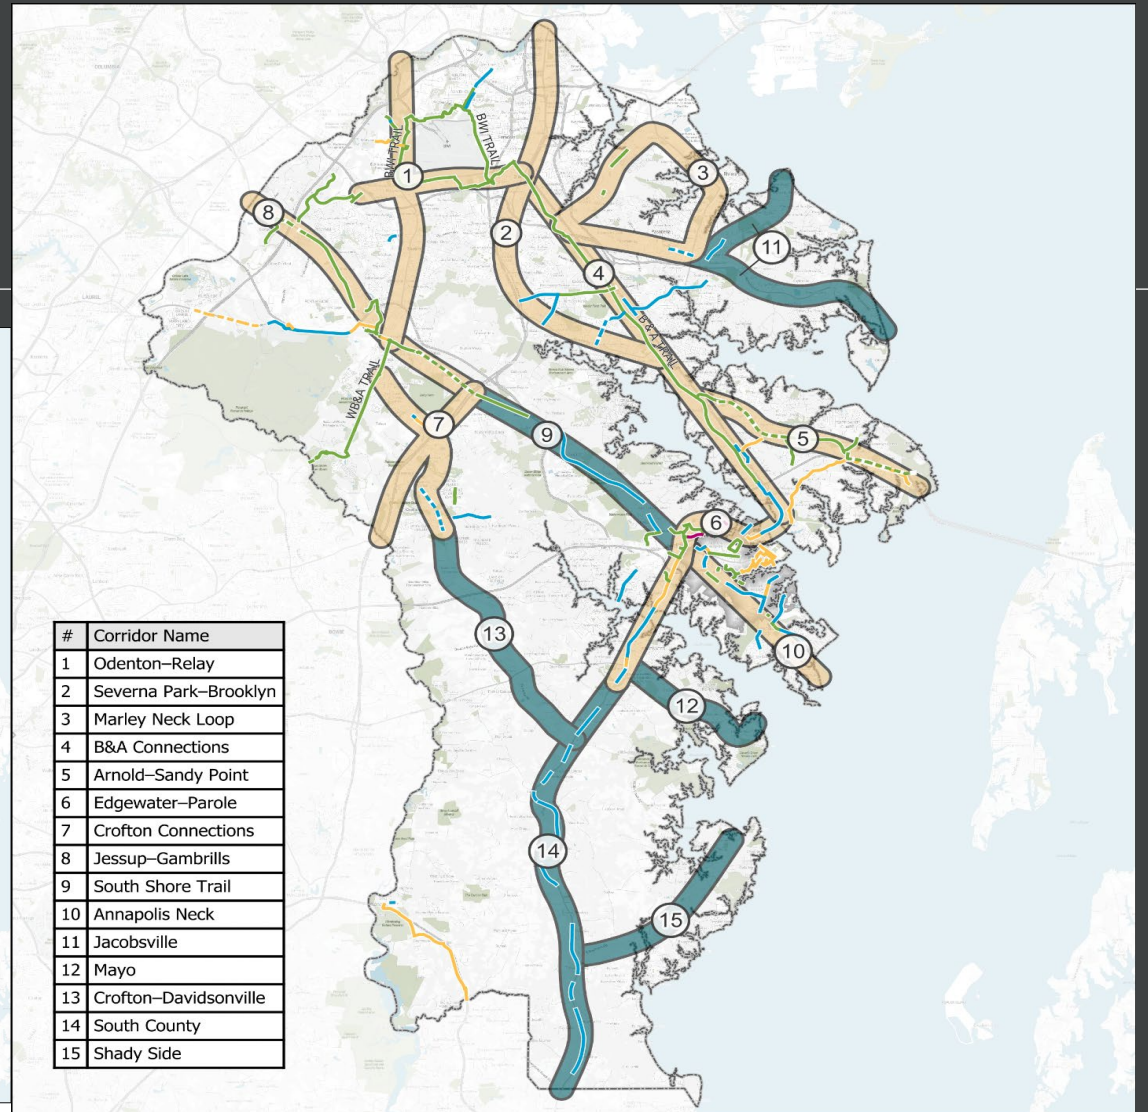 BWI TRAIL
BWI TRAIL
1
3
8
2
11
4
B&A TRAIL
WB&A TRAIL
7
9
5
6
13
10
12
14
15
# Corridor Name
1 Odenton–Relay
2 Severna Park–Brooklyn
3 Marley Neck Loop
4 B&A Connections
5 Arnold–Sandy Point
6 Edgewater–Parole
7 Crofton Connections
8 Jessup–Gambrills
9 South Shore Trail
10 Annapolis Neck
11 Jacobsville
12 Mayo
13 Crofton–Davidsonville
14 South County
15 Shady Side